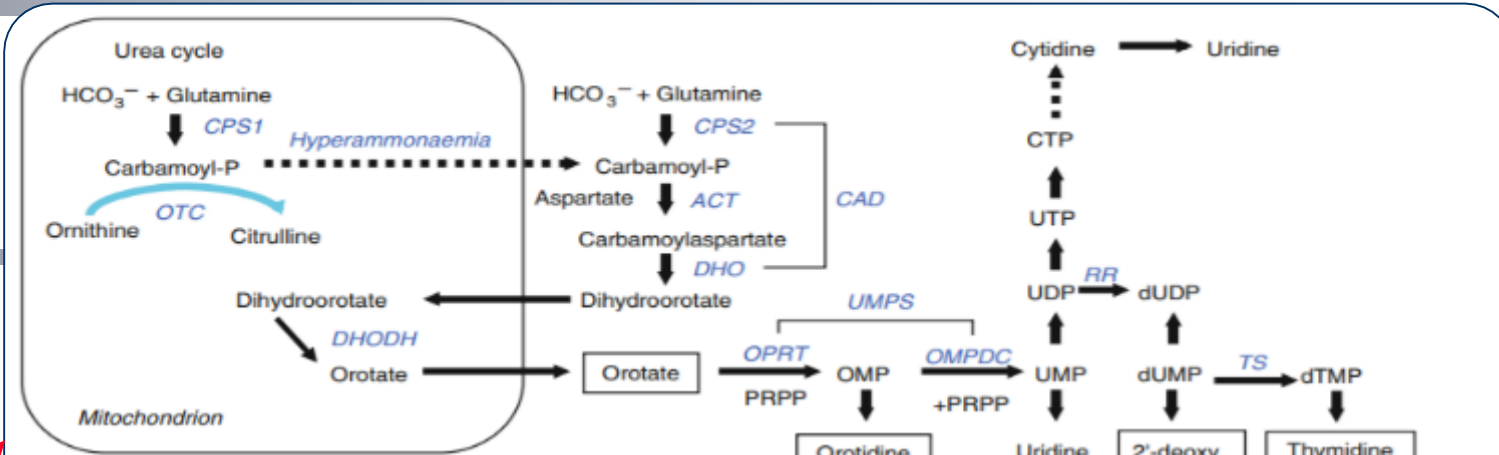 Urea cycle
HCO₃⁻ + Glutamine
CPS1
Hyperammonaemia
Carbamoyl-P
OTC
Ornithine
Citrulline
Dihydroorotate
DHODH
Orotate
Mitochondrion
HCO₃⁻ + Glutamine
CPS2
Carbamoyl-P
Aspartate
ACT
CAD
Carbamoylaspartate
DHO
Dihydroorotate
UMPS
Orotate
OPRT
PRPP
OMP
OMPDC
+PRPP
Orotidine
Cytidine
Uridine
CTP
UTP
UDP
RR
dUDP
UMP
dUMP
TS
dTMP
Uridine
2'-deoxy
Thymidine